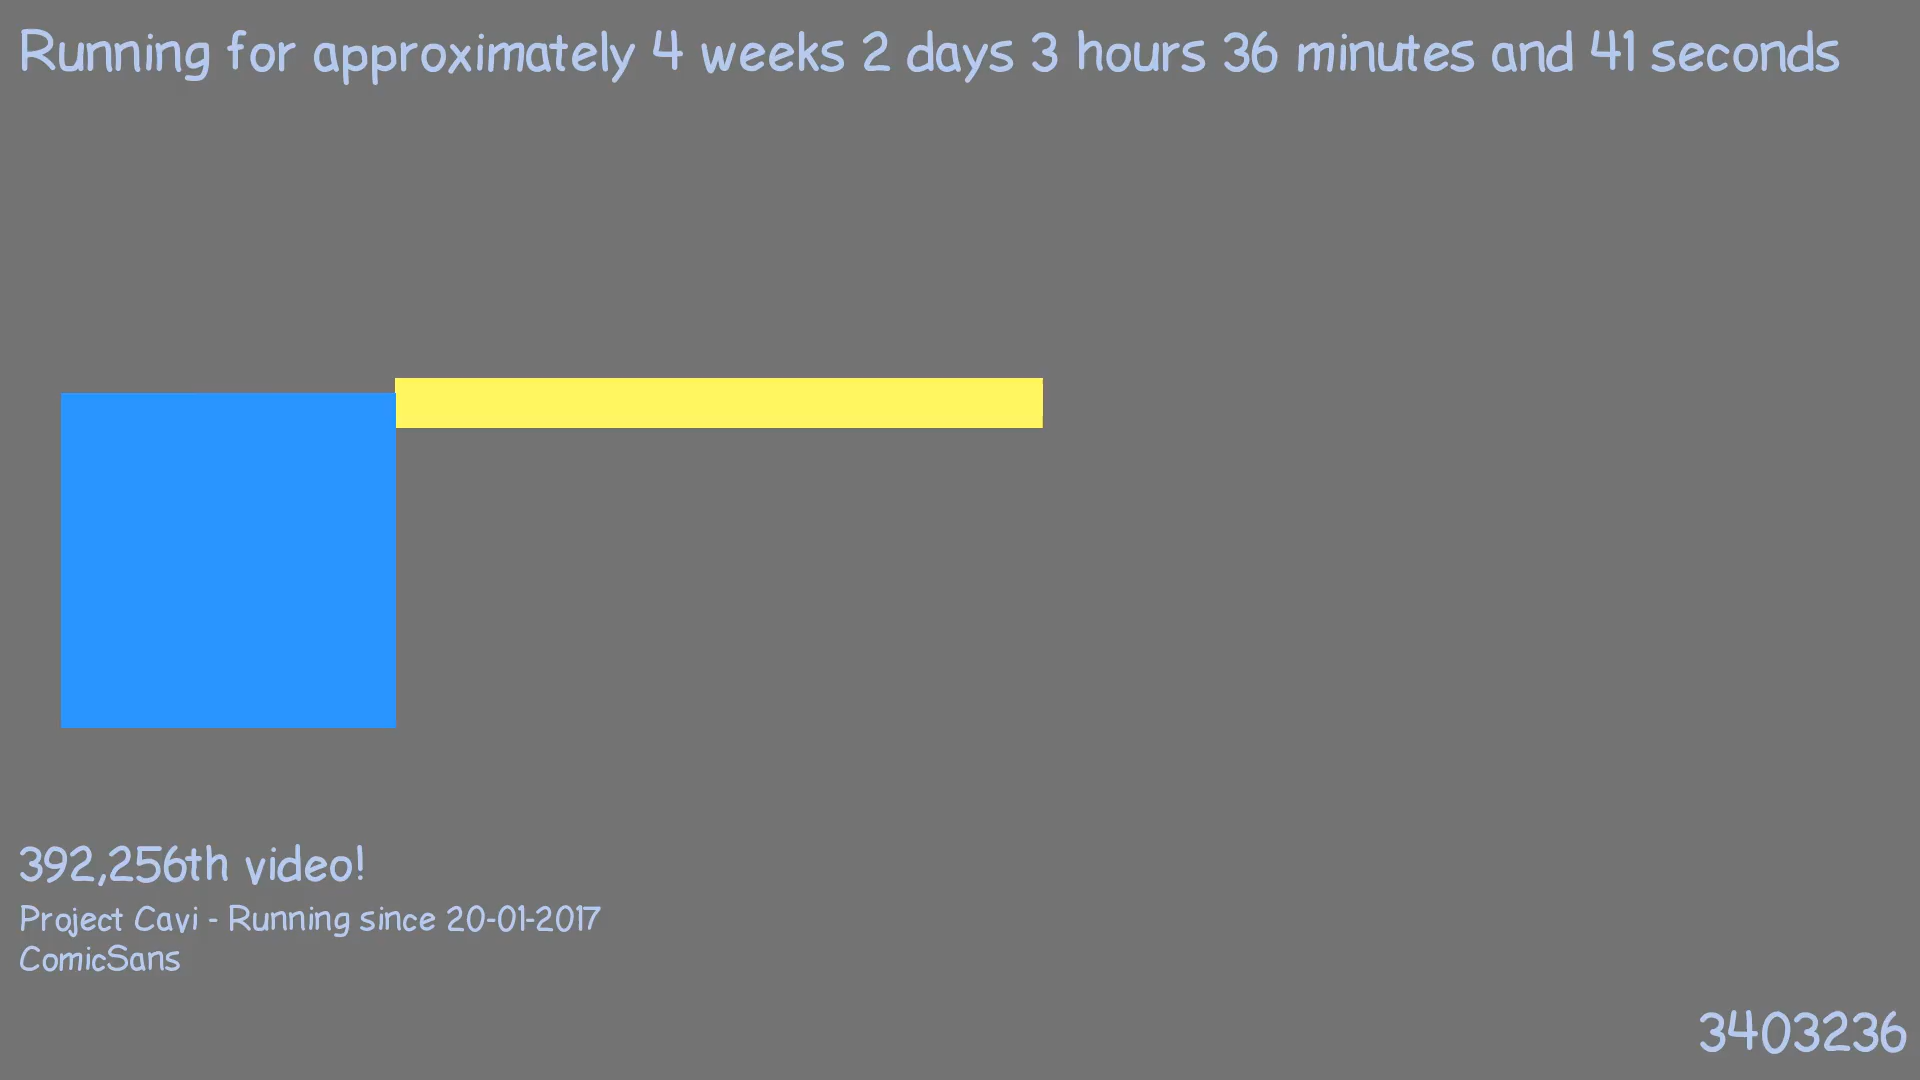 Running for approximately 4 weeks 2 days 3 hours 36 minutes and 41 seconds
392,256th video!
Project Cavi - Running since 20-01-2017
ComicSans
3403236